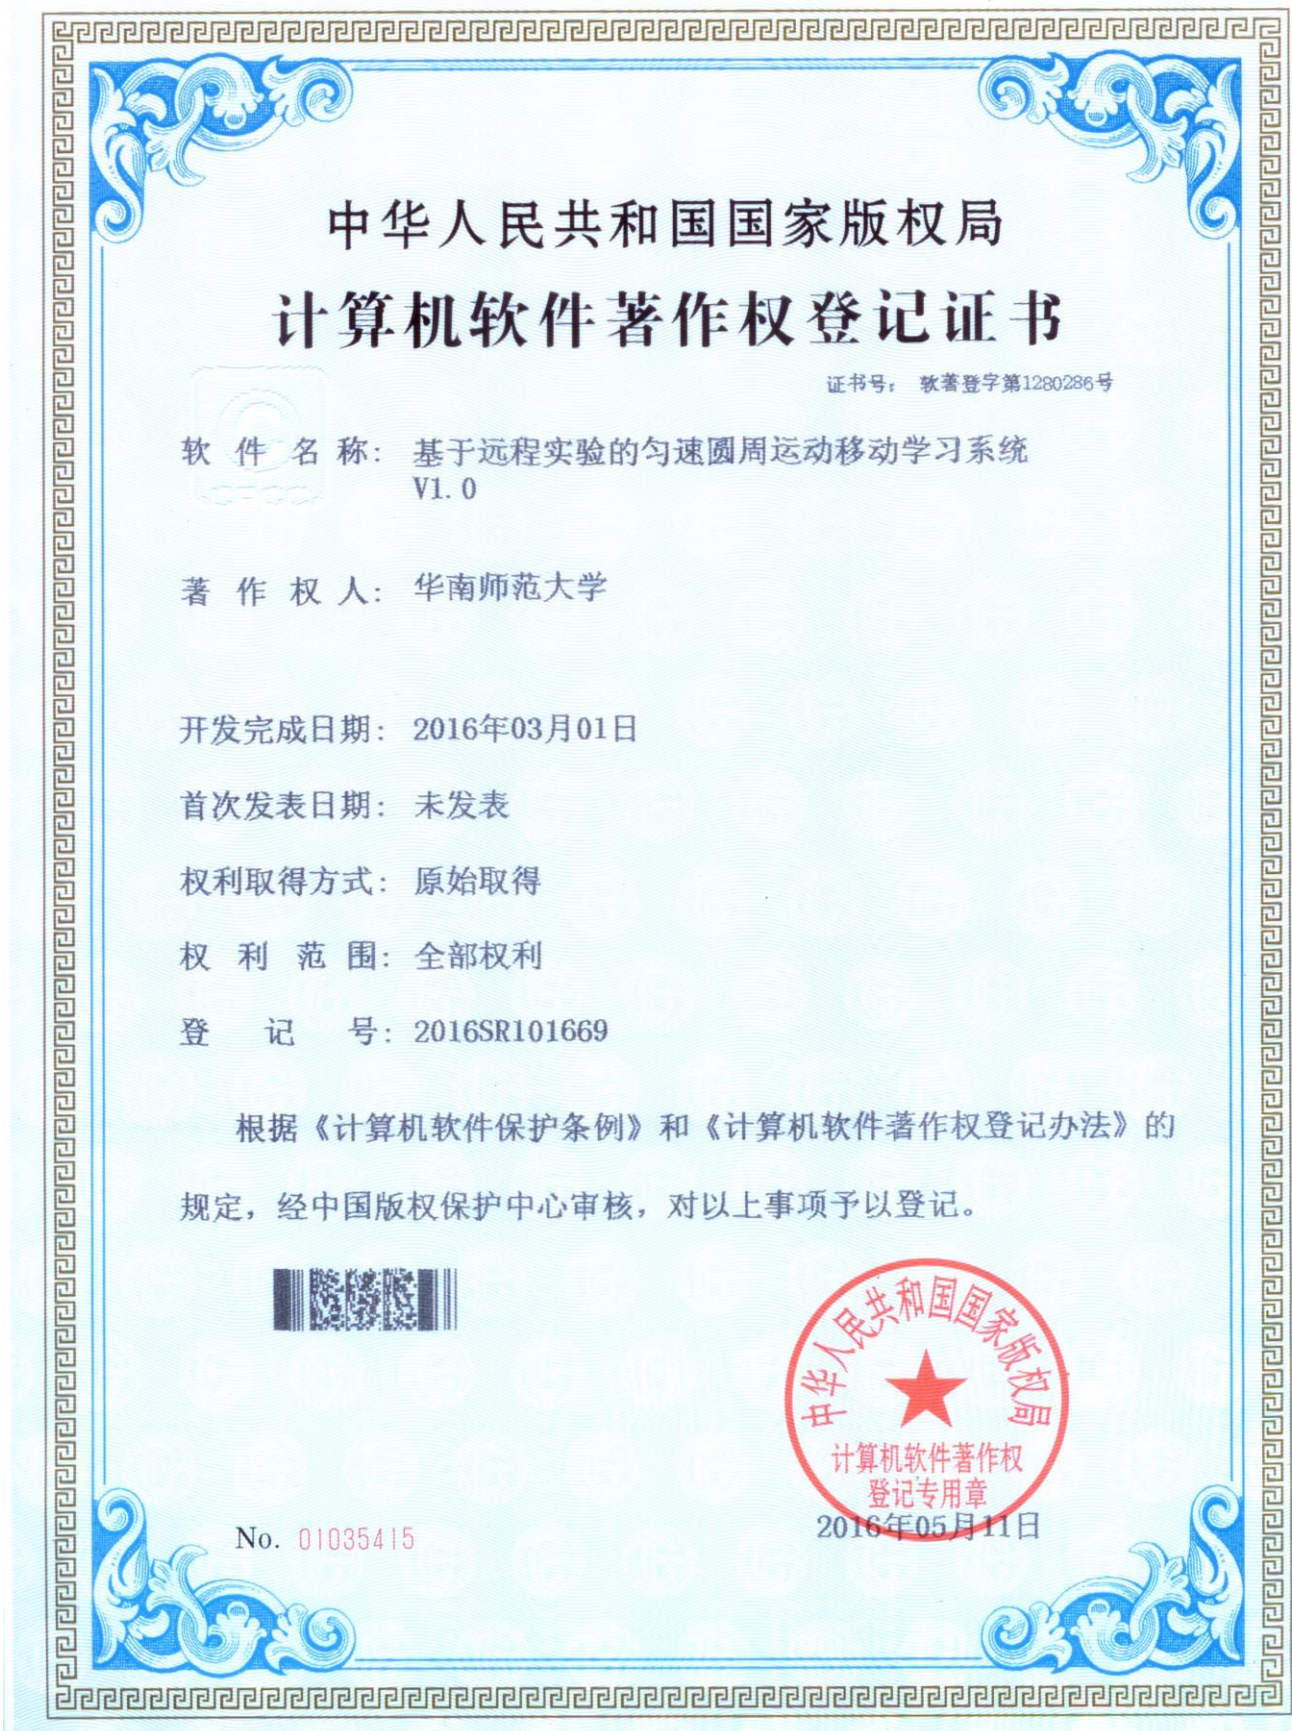 中华人民共和国国家版权局
计算机软件著作权登记证书
证书号： 软著登字第1280286号
软件名称： 基于远程实验的匀速圆周运动移动学习系统
V1.0
著作权人： 华南师范大学
开发完成日期： 2016年03月01日
首次发表日期： 未发表
权利取得方式： 原始取得
权利范围： 全部权利
登记号： 2016SR101669
根据《计算机软件保护条例》和《计算机软件著作权登记办法》的
规定，经中国版权保护中心审核，对以上事项予以登记。
中华人民共和国国家版权局
计算机软件著作权
登记专用章
No. 01035415
2016年05月11日